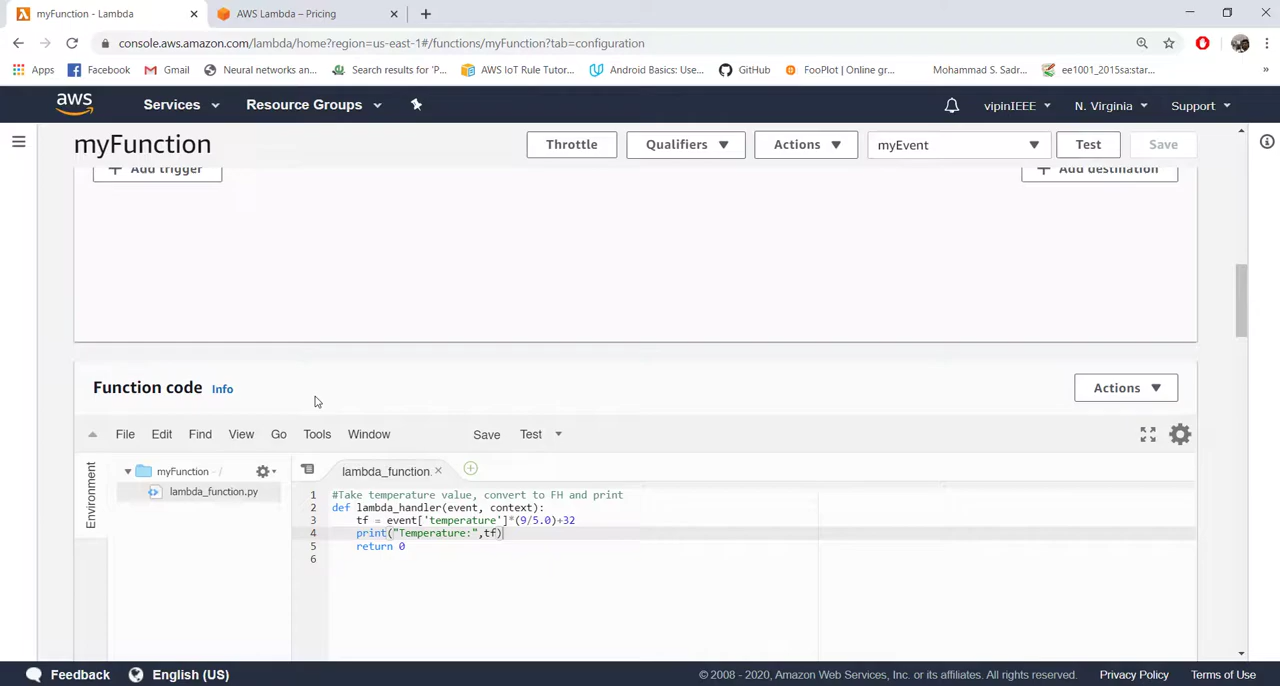 myFunction - Lambda
AWS Lambda – Pricing
console.aws.amazon.com/lambda/home?region=us-east-1#/functions/myFunction?tab=configuration
Apps Facebook Gmail Neural networks an... Search results for 'P... AWS IoT Rule Tutor... Android Basics: Use... GitHub FooPlot | Online gr... Mohammad S. Sadr... ee1001_2015sa:star... »
aws Services Resource Groups vipinIEEE N. Virginia Support
myFunction Throttle Qualifiers Actions myEvent Test Save
+ Add trigger + Add destination
Function code Info Actions
File Edit Find View Go Tools Window Save Test
Environment
myFunction - /
lambda_function.py
lambda_function.
1 #Take temperature value, convert to FH and print
2 def lambda_handler(event, context):
3 tf = event['temperature']*(9/5.0)+32
4 print("Temperature:",tf)
5 return 0
6
Feedback English (US) © 2008 - 2020, Amazon Web Services, Inc. or its affiliates. All rights reserved. Privacy Policy Terms of Use